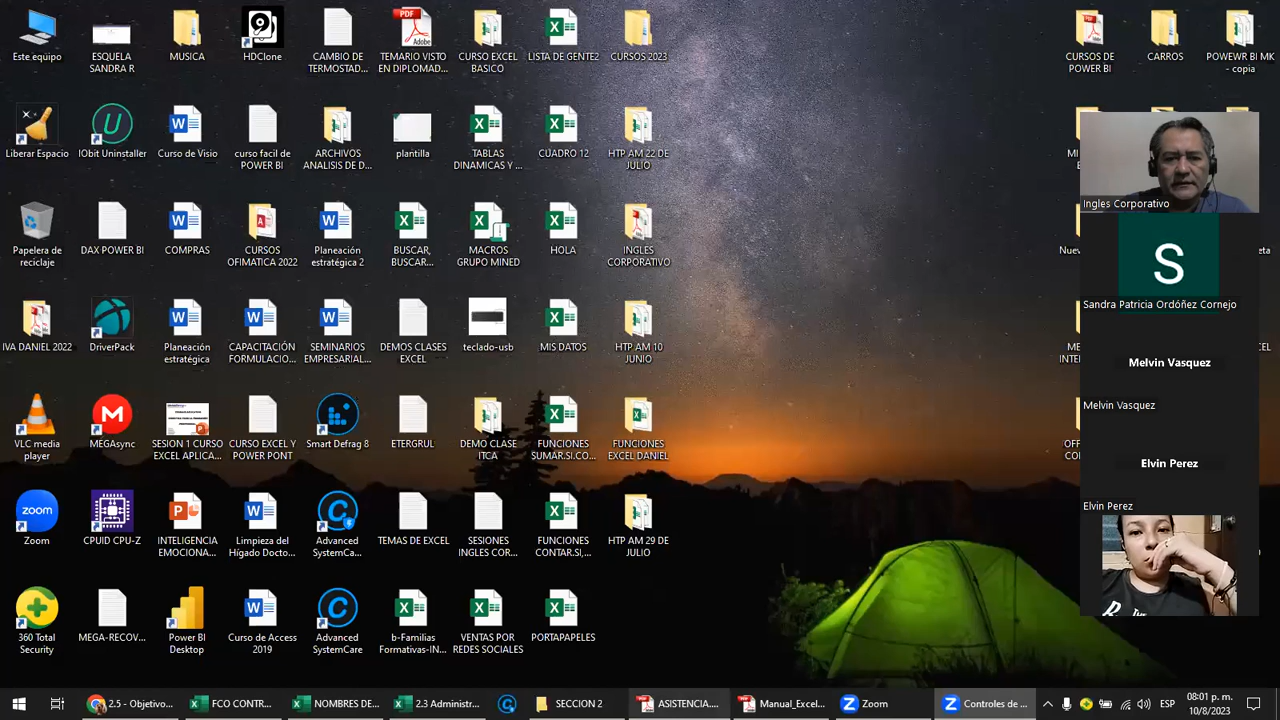 Este equipo
ESCUELA
SANDRA R
MUSICA
HDClone
CAMBIO DE
TERMOSTAD...
TEMARIO VISTO
EN DIPLOMAD...
CURSO EXCEL
BASICO
LISTA DE GENTE2
CURSOS 2023
CURSOS DE
POWER BI
CARROS
POWEWR BI MK
- copia
Liberar Espacio
IObit Uninstaller
Curso de Visio
curso facil de
POWER BI
ARCHIVOS
ANALISIS DE D...
plantilla
TABLAS
DINAMICAS Y ...
CUADRO 12
HTP AM 22 DE
JULIO
Papelera de
reciclaje
DAX POWER BI
COMPRAS
CURSOS
OFIMATICA 2022
Planeación
estratégica 2
BUSCAR,
BUSCAR...
MACROS
GRUPO MINED
HOLA
INGLES
CORPORATIVO
IVA DANIEL 2022
DriverPack
Planeación
estratégica
CAPACITACIÓN
FORMULACIO...
SEMINARIOS
EMPRESARIAL...
DEMOS CLASES
EXCEL
teclado-usb
MIS DATOS
HTP AM 10
JUNIO
VLC media
player
MEGAsync
SESION 1 CURSO
EXCEL APLICA...
CURSO EXCEL Y
POWER PONT
Smart Defrag 8
ETERGRUL
DEMO CLASE
ITCA
FUNCIONES
SUMAR.SI.CO...
FUNCIONES
EXCEL DANIEL
Zoom
CPUID CPU-Z
INTELIGENCIA
EMOCIONA...
Limpieza del
Hígado Docto...
Advanced
SystemCa...
TEMAS DE EXCEL
SESIONES
INGLES COR...
FUNCIONES
CONTAR.SI,...
HTP AM 29 DE
JULIO
360 Total
Security
MEGA-RECOV...
Power BI
Desktop
Curso de Access
2019
Advanced
SystemCare
b-Familias
Formativas-IN...
VENTAS POR
REDES SOCIALES
PORTAPAPELES
Ingles Corporativo
S
Sandra Patricia Ordóñez Cornejo
Melvin Vasquez
Melvin Vasquez
Elvin Perez
Elvin Perez
2.5 - Obje...
FCO CONTR...
NOMBRES DE...
2.3 Administr...
SECCION 2
ASISTENCIA....
Manual_Excel...
Zoom
Controles de ...
ESP
08:01 p. m.
10/8/2023